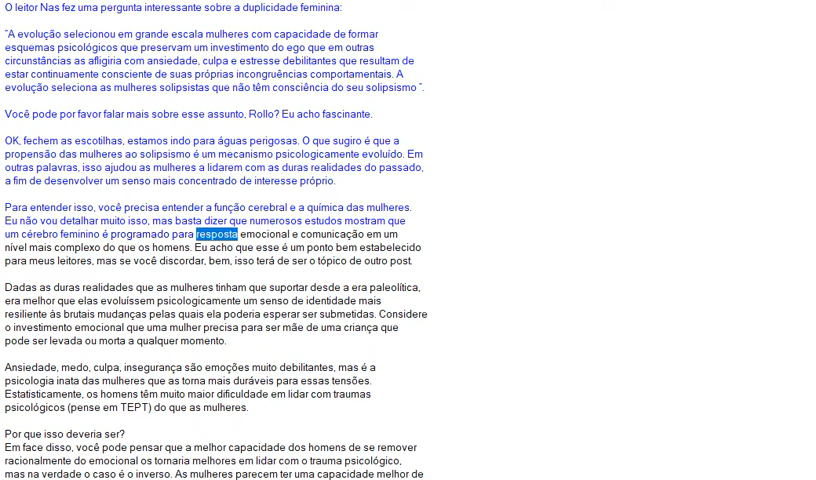 O leitor Nas fez uma pergunta interessante sobre a duplicidade feminina:
"A evolução selecionou em grande escala mulheres com capacidade de formar
esquemas psicológicos que preservam um investimento do ego que em outras
circunstâncias as afligiria com ansiedade, culpa e estresse debilitantes que resultam de
estar continuamente consciente de suas próprias incongruências comportamentais. A
evolução seleciona as mulheres solipsistas que não têm consciência do seu solipsismo ".
Você pode por favor falar mais sobre esse assunto, Rollo? Eu acho fascinante.
OK, fechem as escotilhas, estamos indo para águas perigosas. O que sugiro é que a
propensão das mulheres ao solipsismo é um mecanismo psicologicamente evoluído. Em
outras palavras, isso ajudou as mulheres a lidarem com as duras realidades do passado,
a fim de desenvolver um senso mais concentrado de interesse próprio.
Para entender isso, você precisa entender a função cerebral e a química das mulheres.
Eu não vou detalhar muito isso, mas basta dizer que numerosos estudos mostram que
um cérebro feminino é programado para resposta emocional e comunicação em um
nível mais complexo do que os homens. Eu acho que esse é um ponto bem estabelecido
para meus leitores, mas se você discordar, bem, isso terá de ser o tópico de outro post.
Dadas as duras realidades que as mulheres tinham que suportar desde a era paleolítica,
era melhor que elas evoluíssem psicologicamente um senso de identidade mais
resiliente às brutais mudanças pelas quais ela poderia esperar ser submetidas. Considere
o investimento emocional que uma mulher precisa para ser mãe de uma criança que
pode ser levada ou morta a qualquer momento.
Ansiedade, medo, culpa, insegurança são emoções muito debilitantes, mas é a
psicologia inata das mulheres que as torna mais duráveis para essas tensões.
Estatisticamente, os homens têm muito maior dificuldade em lidar com traumas
psicológicos (pense em TEPT) do que as mulheres.
Por que isso deveria ser?
Em face disso, você pode pensar que a melhor capacidade dos homens de se remover
racionalmente do emocional os tornaria melhores em lidar com o trauma psicológico,
mas na verdade o caso é o inverso. As mulheres parecem ter uma capacidade melhor de